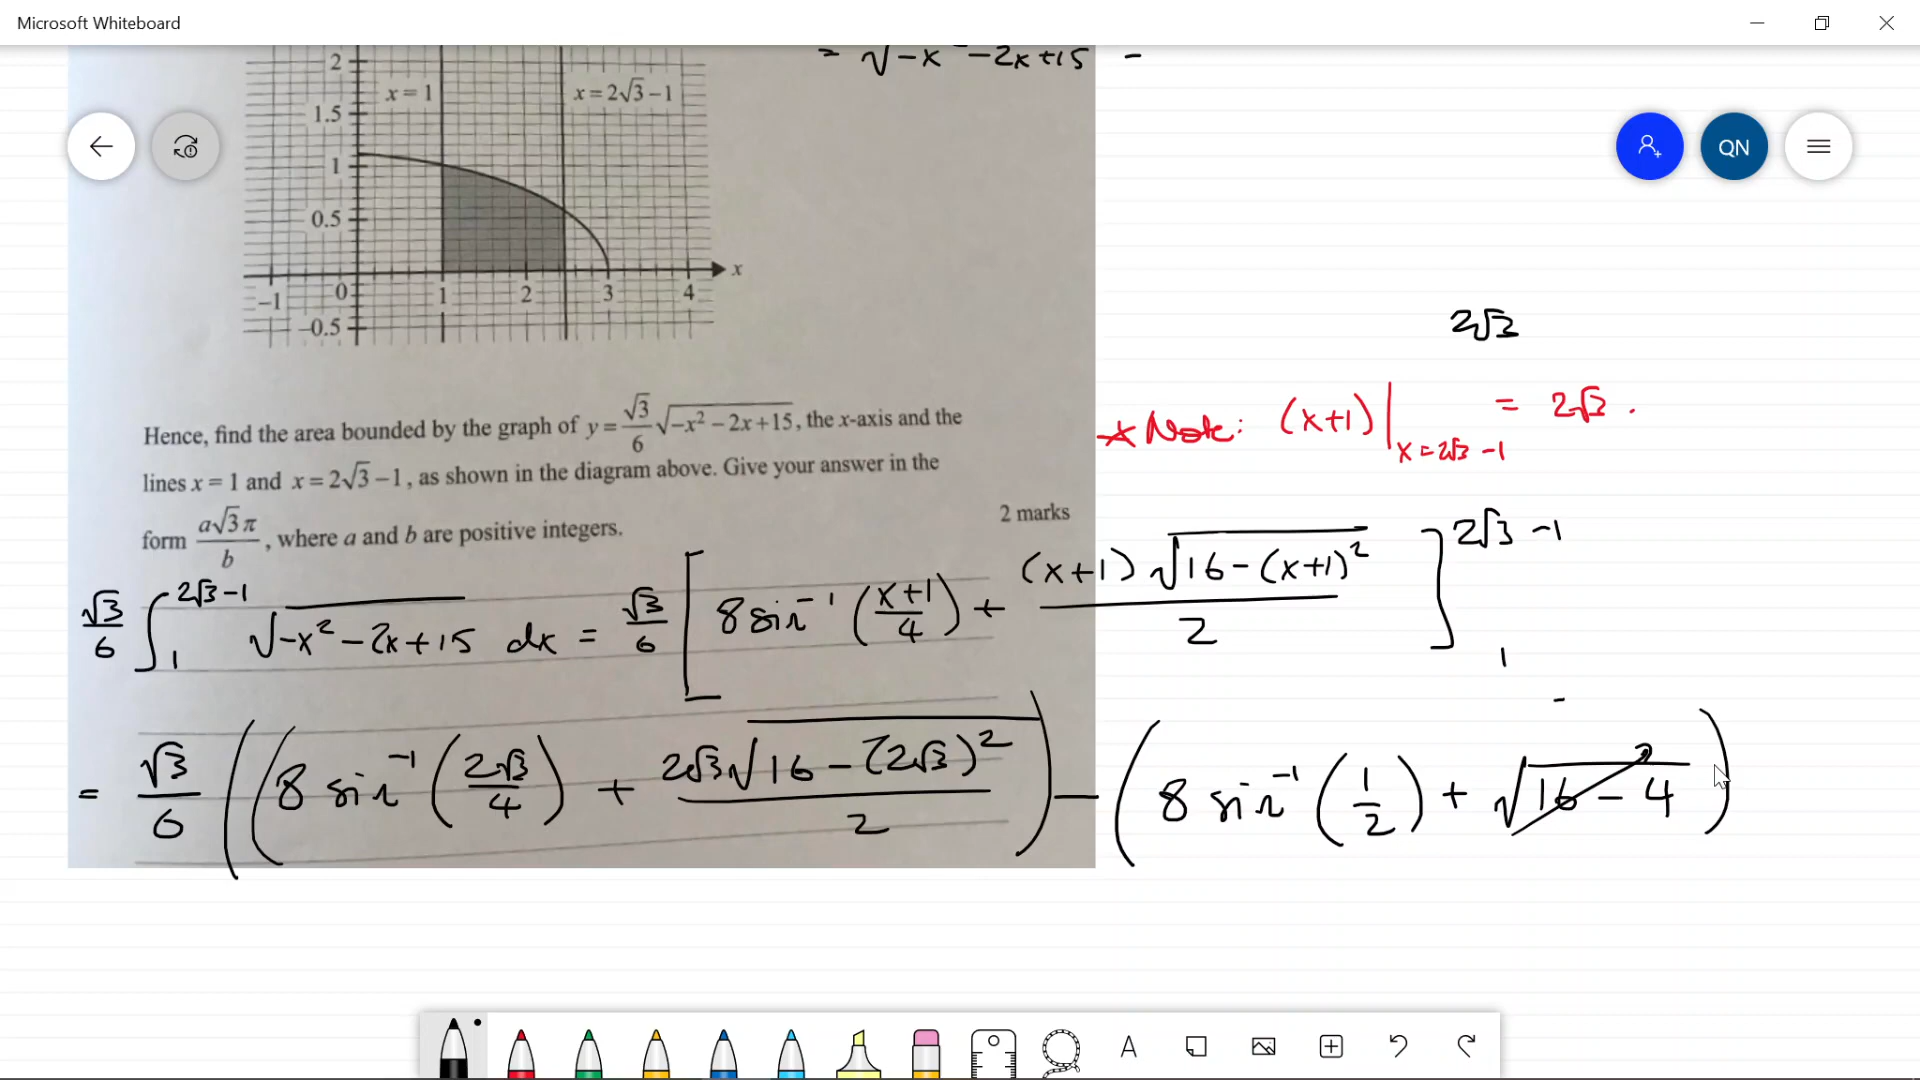 Microsoft Whiteboard
= √-x² -2x+15 -
2
x = 1
x = 2√3 - 1
1.5
QN
1
0.5
x
-1 0 1 2 3 4
-0.5
2√3
Hence, find the area bounded by the graph of y = √3/6 √-x² - 2x + 15, the x-axis and the
lines x = 1 and x = 2√3 - 1, as shown in the diagram above. Give your answer in the
form a√3π/b, where a and b are positive integers.
2 marks
* Note: (x+1)|x=2√3-1 = 2√3.
√3/6 ∫₁^(2√3-1) √-x²-2x+15 dx = √3/6 [8 sin⁻¹((x+1)/4) + (x+1)√16-(x+1)²/2]₁^(2√3-1)
-
= √3/6 ((8 sin⁻¹(2√3/4) + 2√3√16-(2√3)²/2) - (8 sin⁻¹(1/2) + √16-4)
A